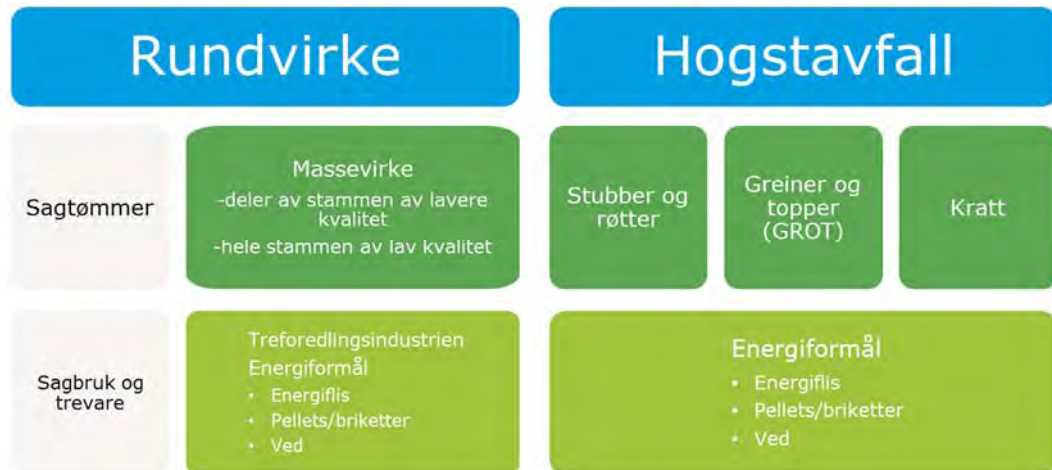 Rundvirke
Hogstavfall
Sagtømmer
Massevirke
-deler av stammen av lavere
kvalitet
-hele stammen av lav kvalitet
Stubber og
røtter
Greiner og
topper
(GROT)
Kratt
Sagbruk og
trevare
Treforedlingsindustrien
Energiformål
• Energiflis
• Pellets/briketter
• Ved
Energiformål
• Energiflis
• Pellets/briketter
• Ved